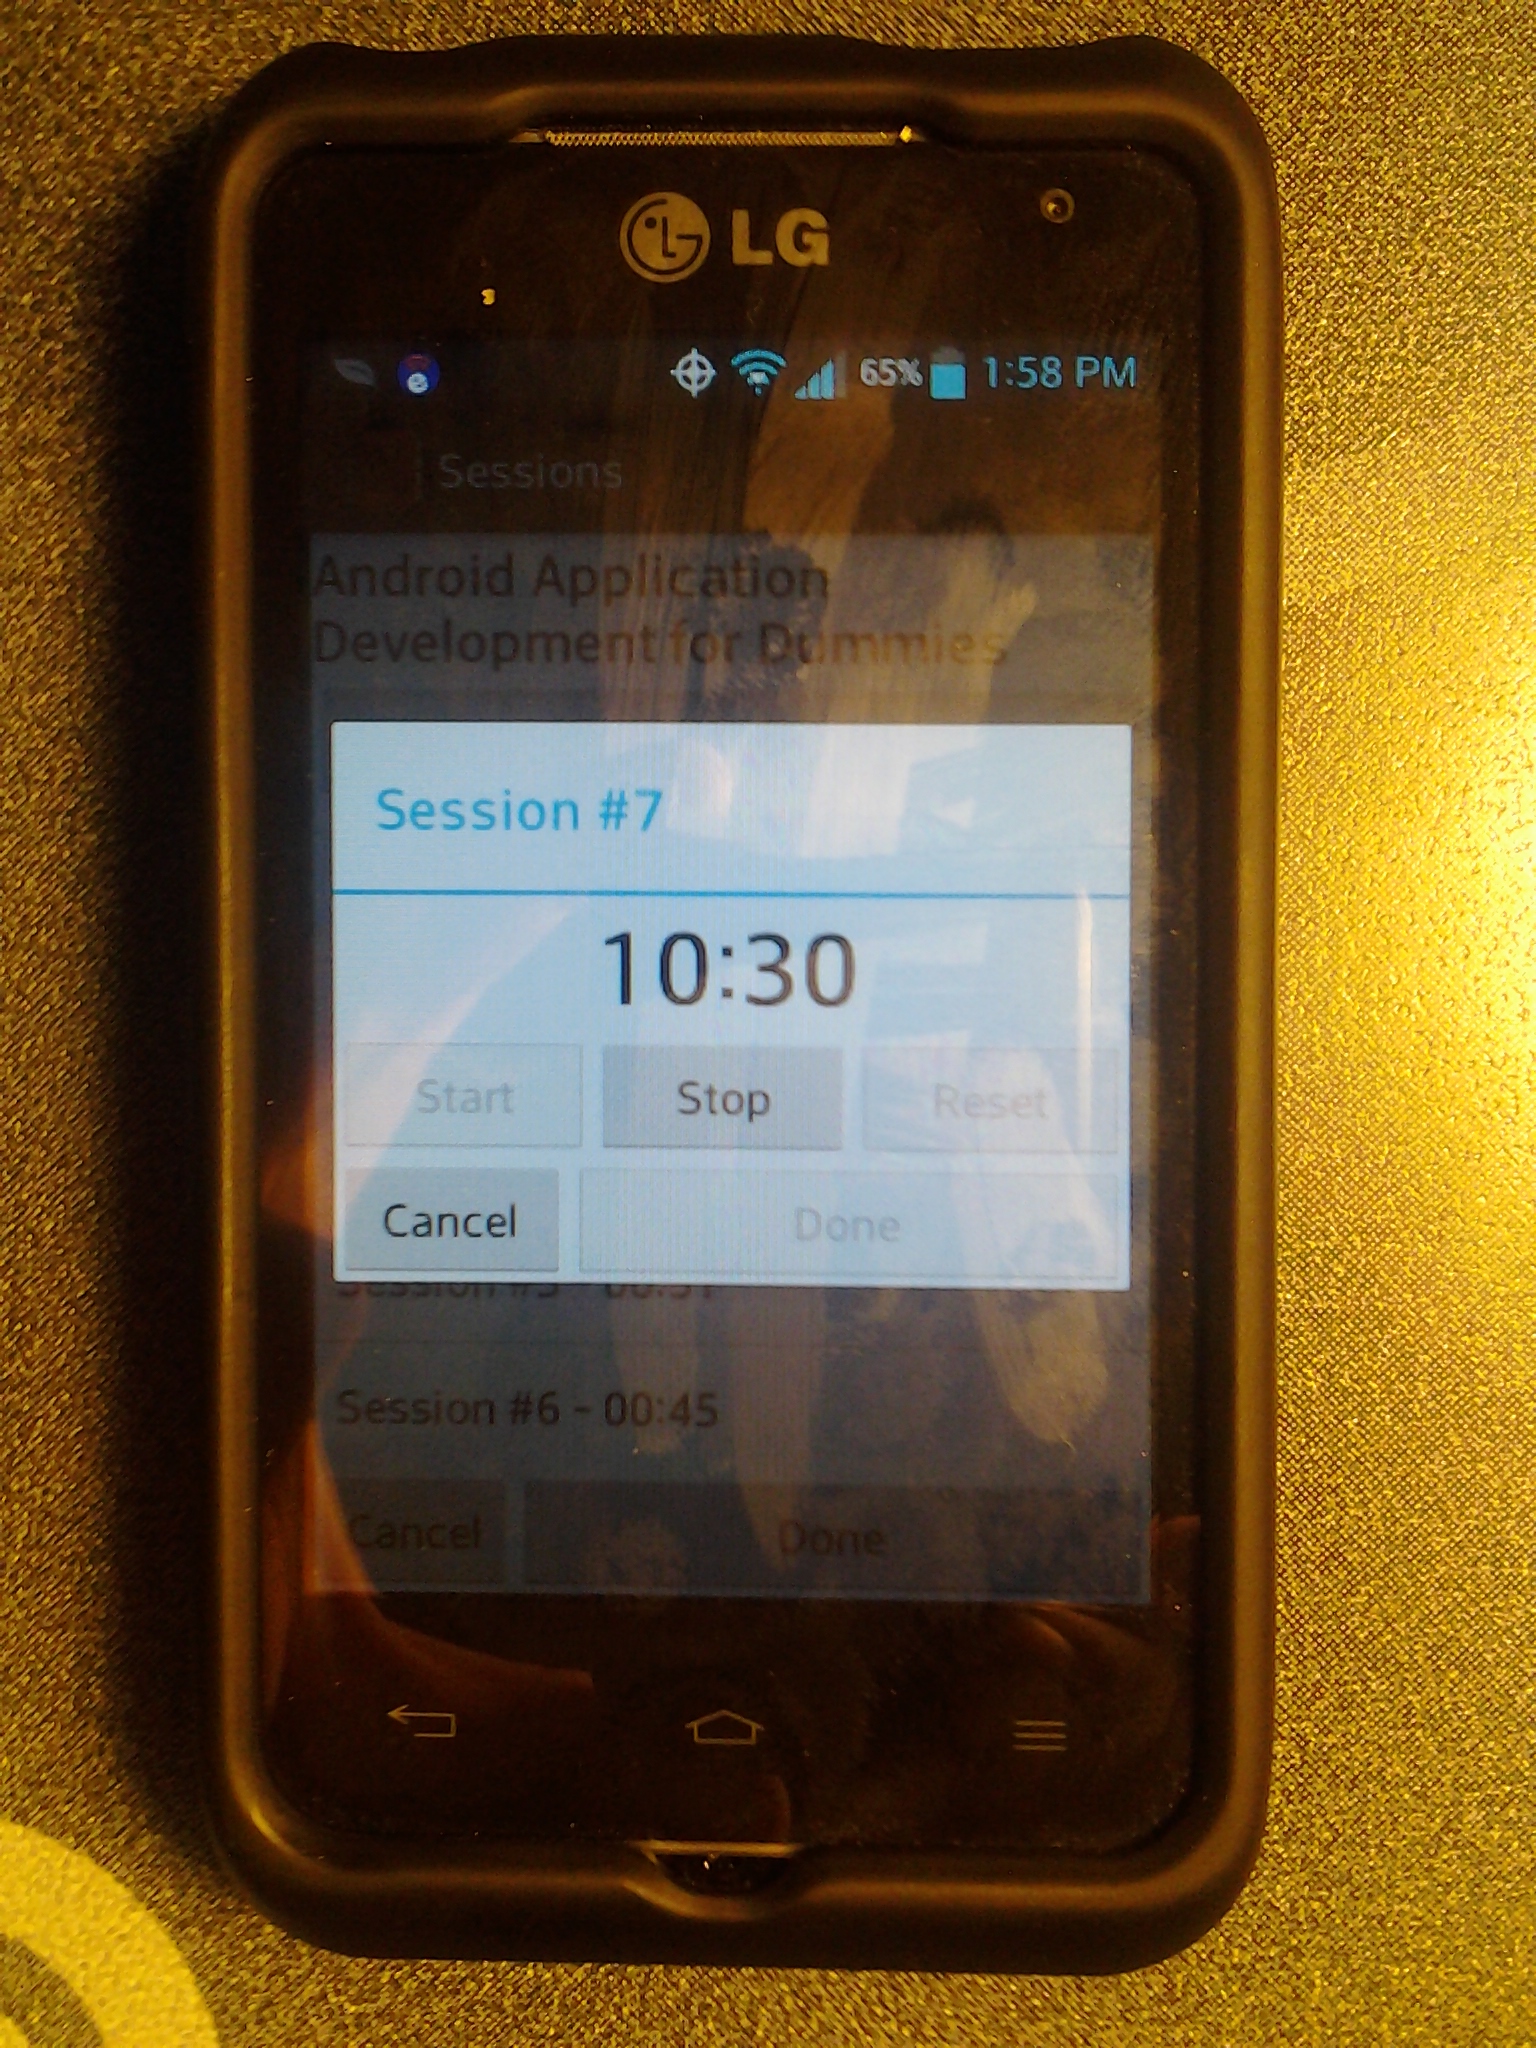 LG
65% 1:58 PM
Sessions
Android Application
Development for Dummies
Session #7
10:30
Start Stop Reset
Cancel Done
Session #6 - 00:45
Cancel Done